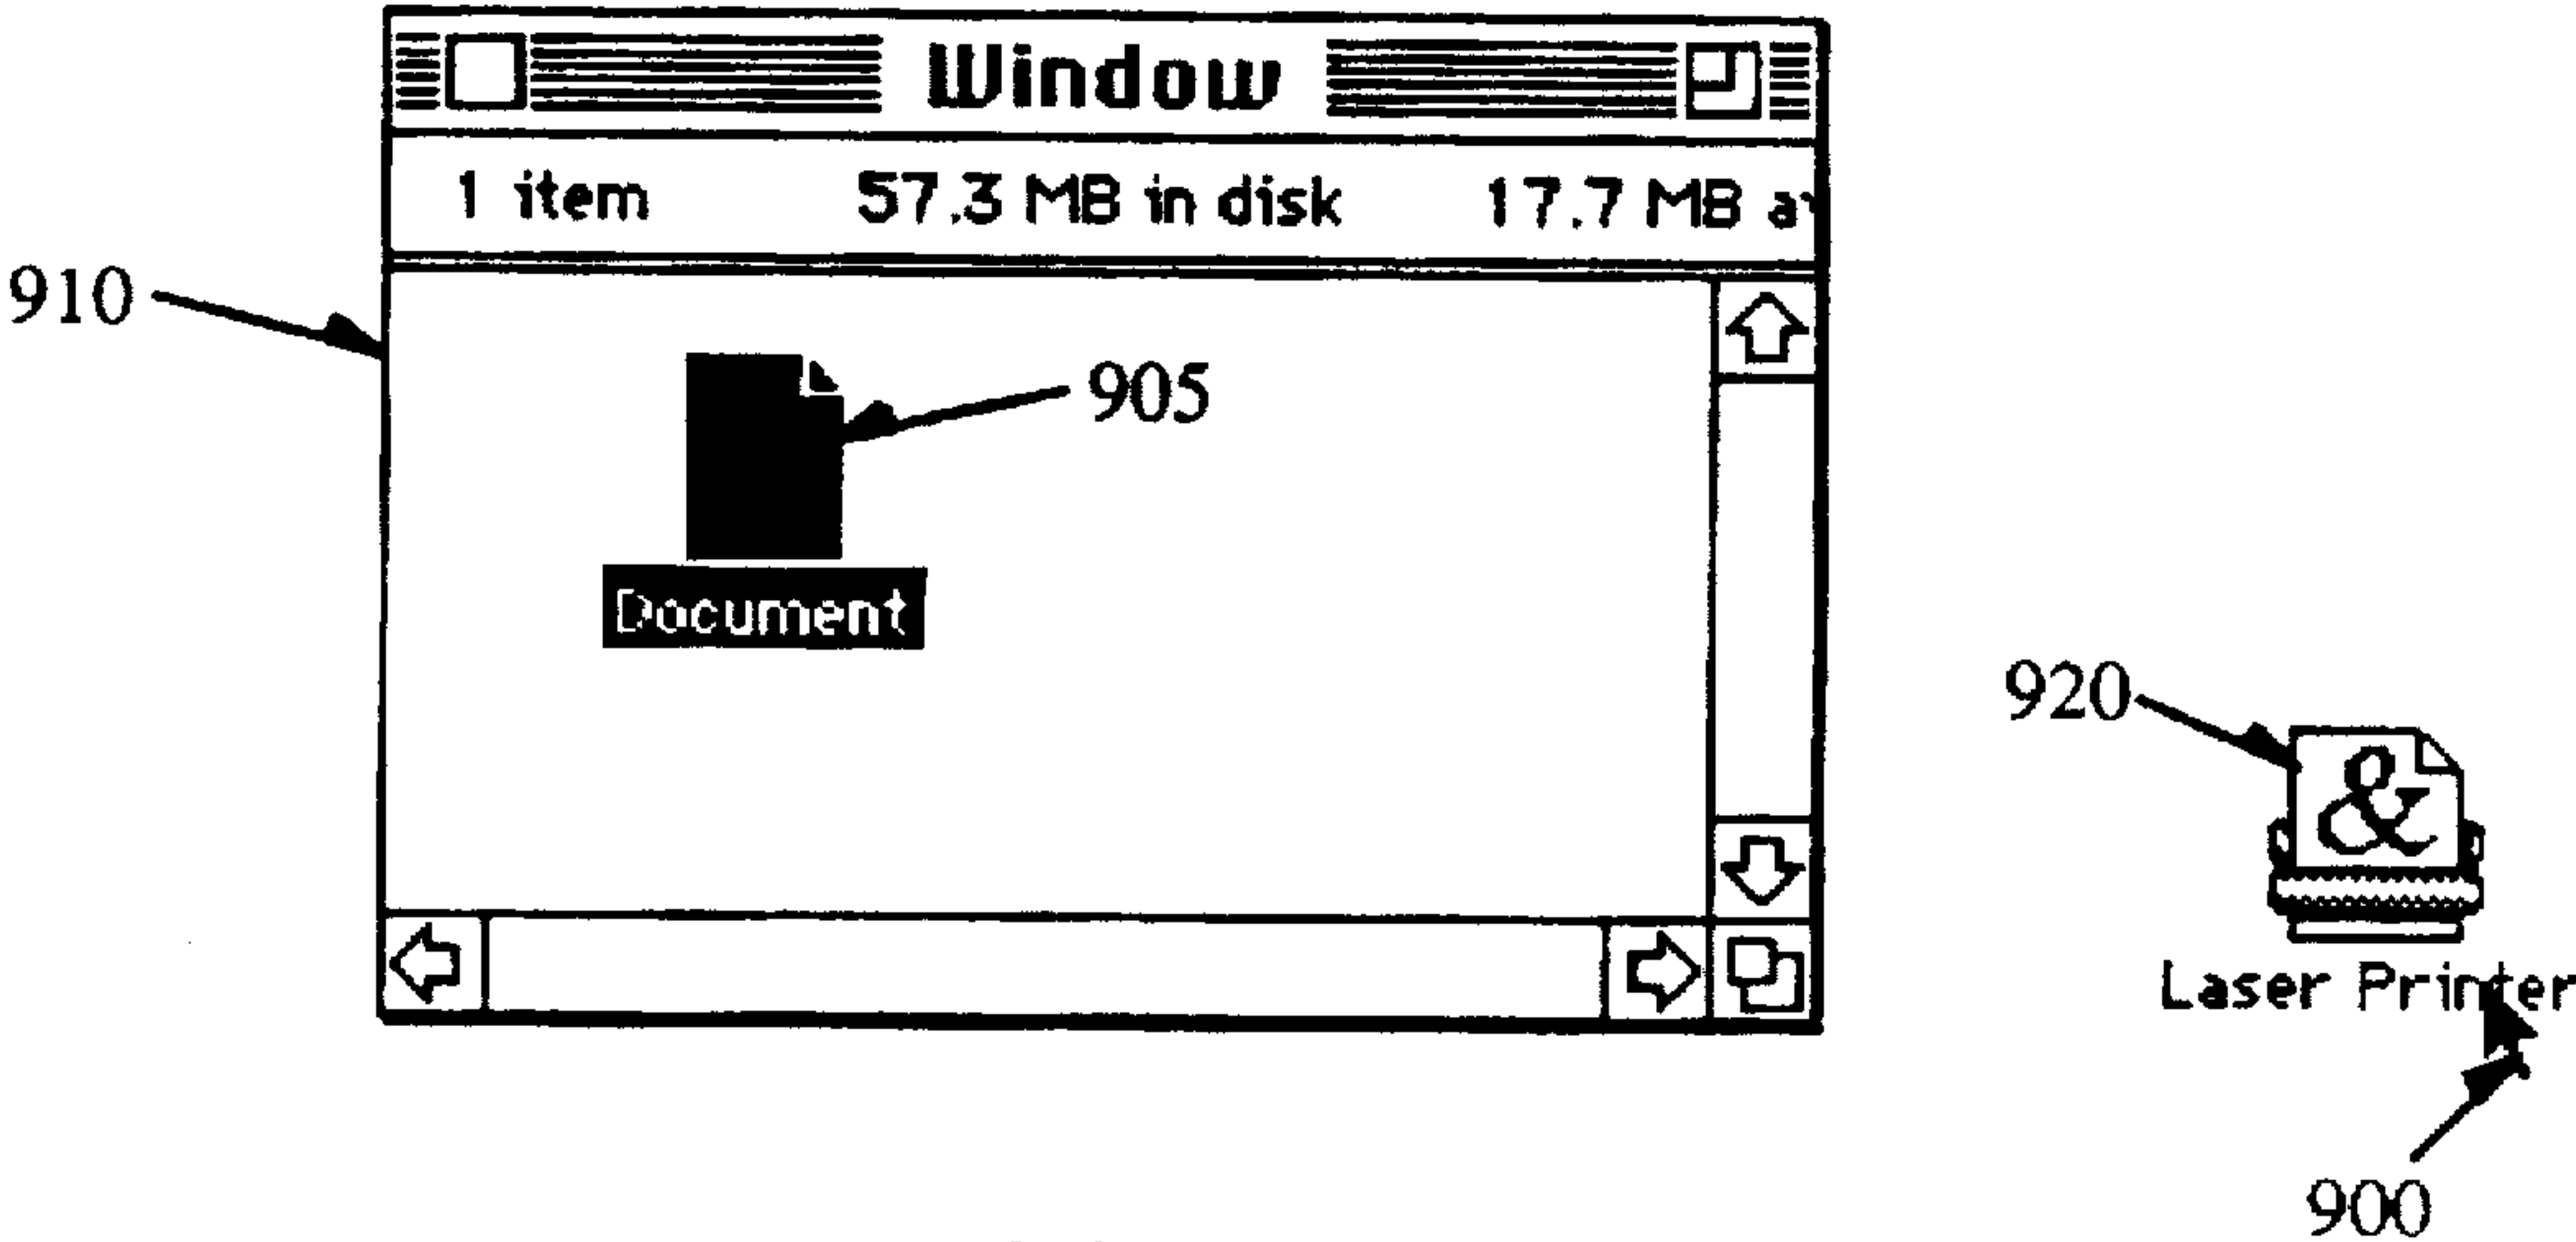 Window
1 item 57.3 MB in disk 17.7 MB a
910
905
Document
920
&
Laser Printer
900